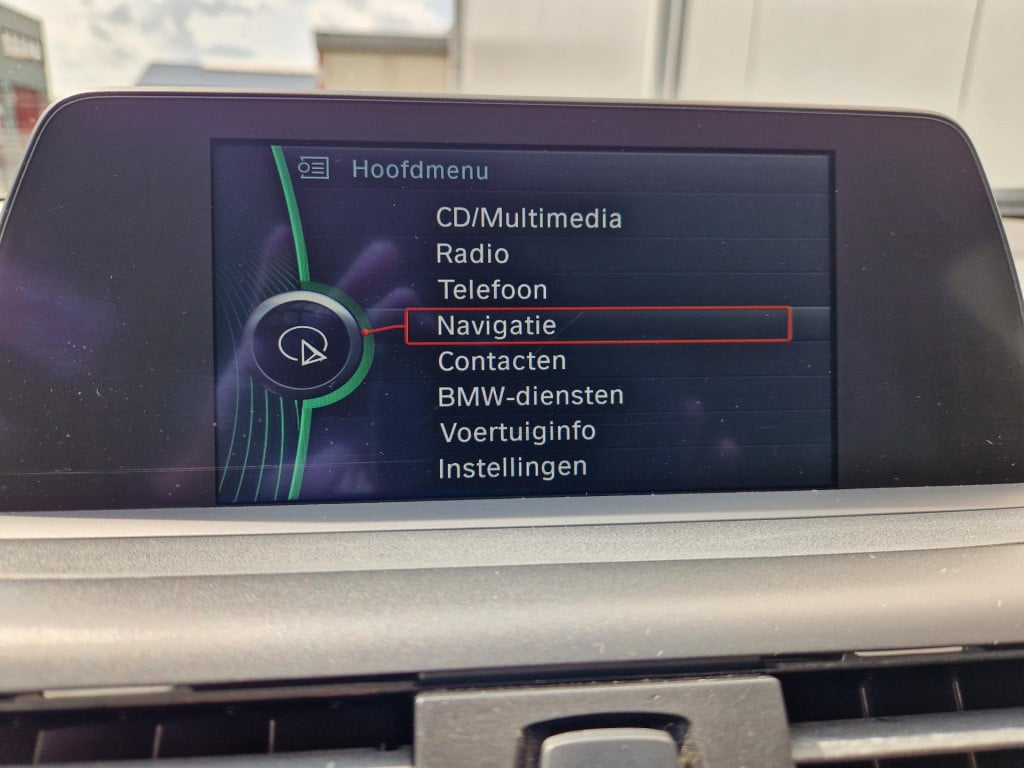 Hoofdmenu
CD/Multimedia
Radio
Telefoon
Navigatie
Contacten
BMW-diensten
Voertuiginfo
Instellingen